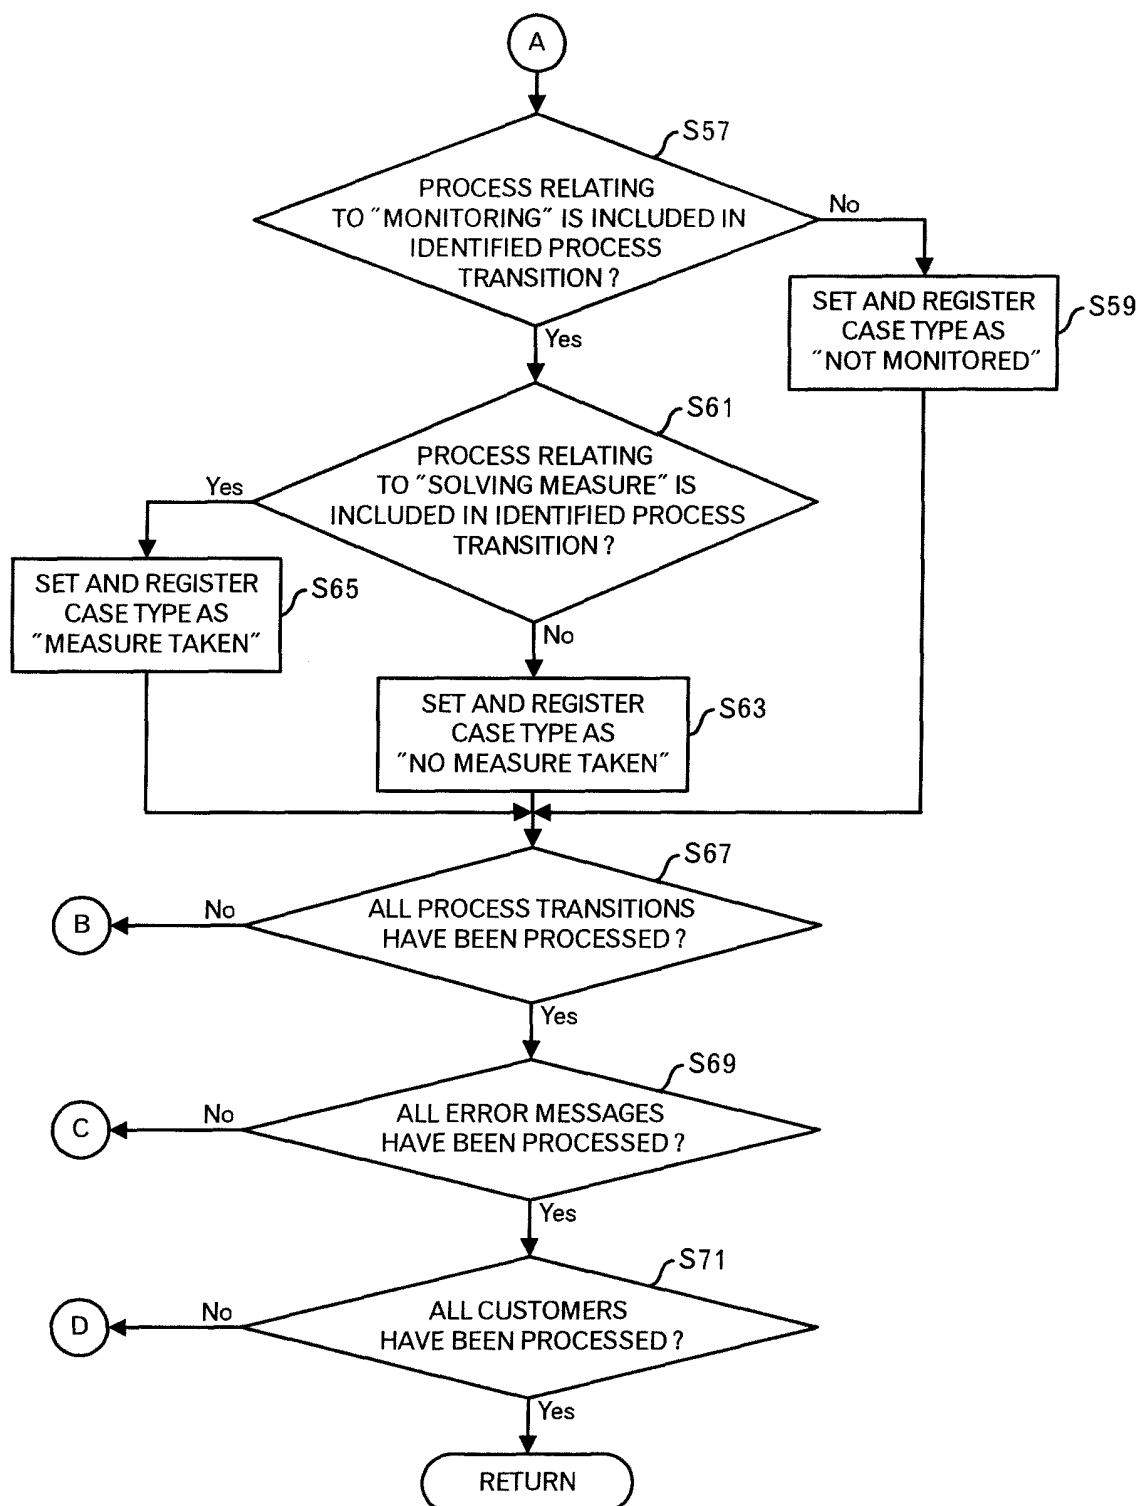 A
S57
PROCESS RELATING
TO "MONITORING" IS INCLUDED IN
IDENTIFIED PROCESS
TRANSITION ?
No
Yes
SET AND REGISTER
CASE TYPE AS
"NOT MONITORED"
S59
S61
PROCESS RELATING
TO "SOLVING MEASURE" IS
INCLUDED IN IDENTIFIED PROCESS
TRANSITION ?
Yes
No
SET AND REGISTER
CASE TYPE AS
"MEASURE TAKEN"
S65
SET AND REGISTER
CASE TYPE AS
"NO MEASURE TAKEN"
S63
S67
ALL PROCESS TRANSITIONS
HAVE BEEN PROCESSED ?
No
B
Yes
S69
ALL ERROR MESSAGES
HAVE BEEN PROCESSED ?
No
C
Yes
S71
ALL CUSTOMERS
HAVE BEEN PROCESSED ?
No
D
Yes
RETURN